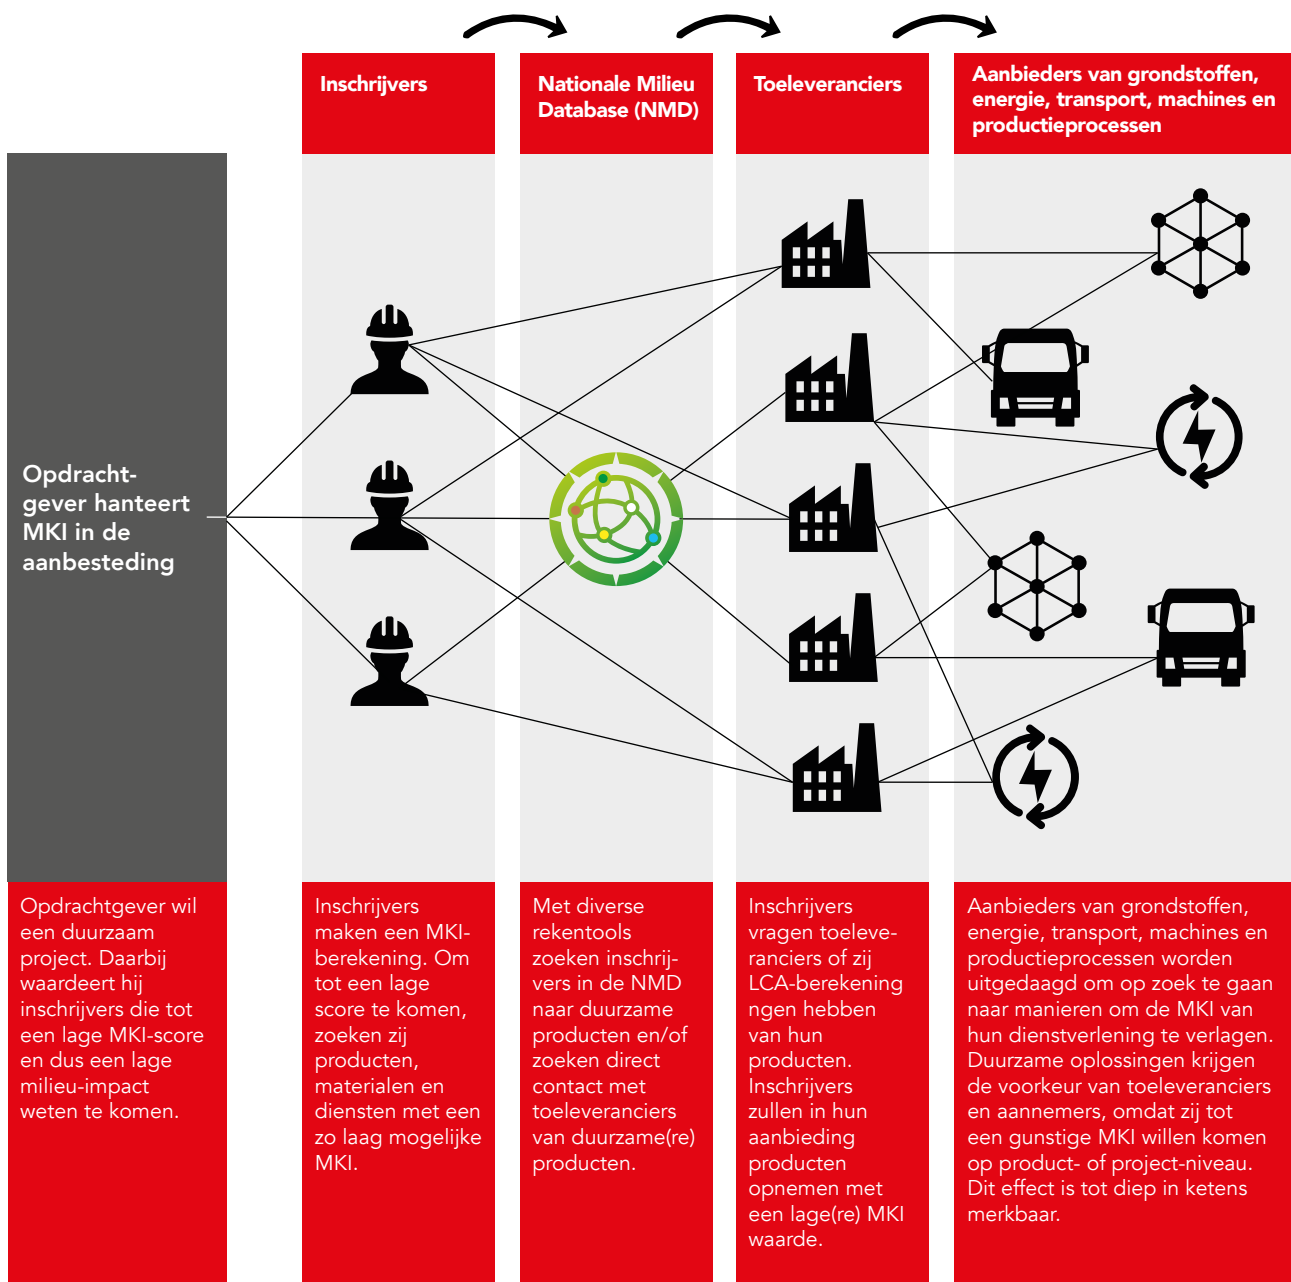 Inschrijvers
Nationale Milieu
Database (NMD)
Toeleveranciers
Aanbieders van grondstoffen,
energie, transport, machines en
productieprocessen
Opdracht-
gever hanteert
MKI in de
aanbesteding
Opdrachtgever wil
een duurzaam
project. Daarbij
waardeert hij
inschrijvers die tot
een lage MKI-score
en dus een lage
milieu-impact
weten te komen.
Inschrijvers
maken een MKI-
berekening. Om
tot een lage
score te komen,
zoeken zij
producten,
materialen en
diensten met een
zo laag mogelijke
MKI.
Met diverse
rekentools
zoeken inschrij-
vers in de NMD
naar duurzame
producten en/of
zoeken direct
contact met
toeleveranciers
van duurzame(re)
producten.
Inschrijvers
vragen toeleve-
ranciers of zij
LCA-berekening
ngen hebben
van hun
producten.
Inschrijvers
zullen in hun
aanbieding
producten
opnemen met
een lage(re) MKI
waarde.
Aanbieders van grondstoffen,
energie, transport, machines en
productieprocessen worden
uitgedaagd om op zoek te gaan
naar manieren om de MKI van
hun dienstverlening te verlagen.
Duurzame oplossingen krijgen
de voorkeur van toeleveranciers
en aannemers, omdat zij tot
een gunstige MKI willen komen
op product- of project-niveau.
Dit effect is tot diep in ketens
merkbaar.